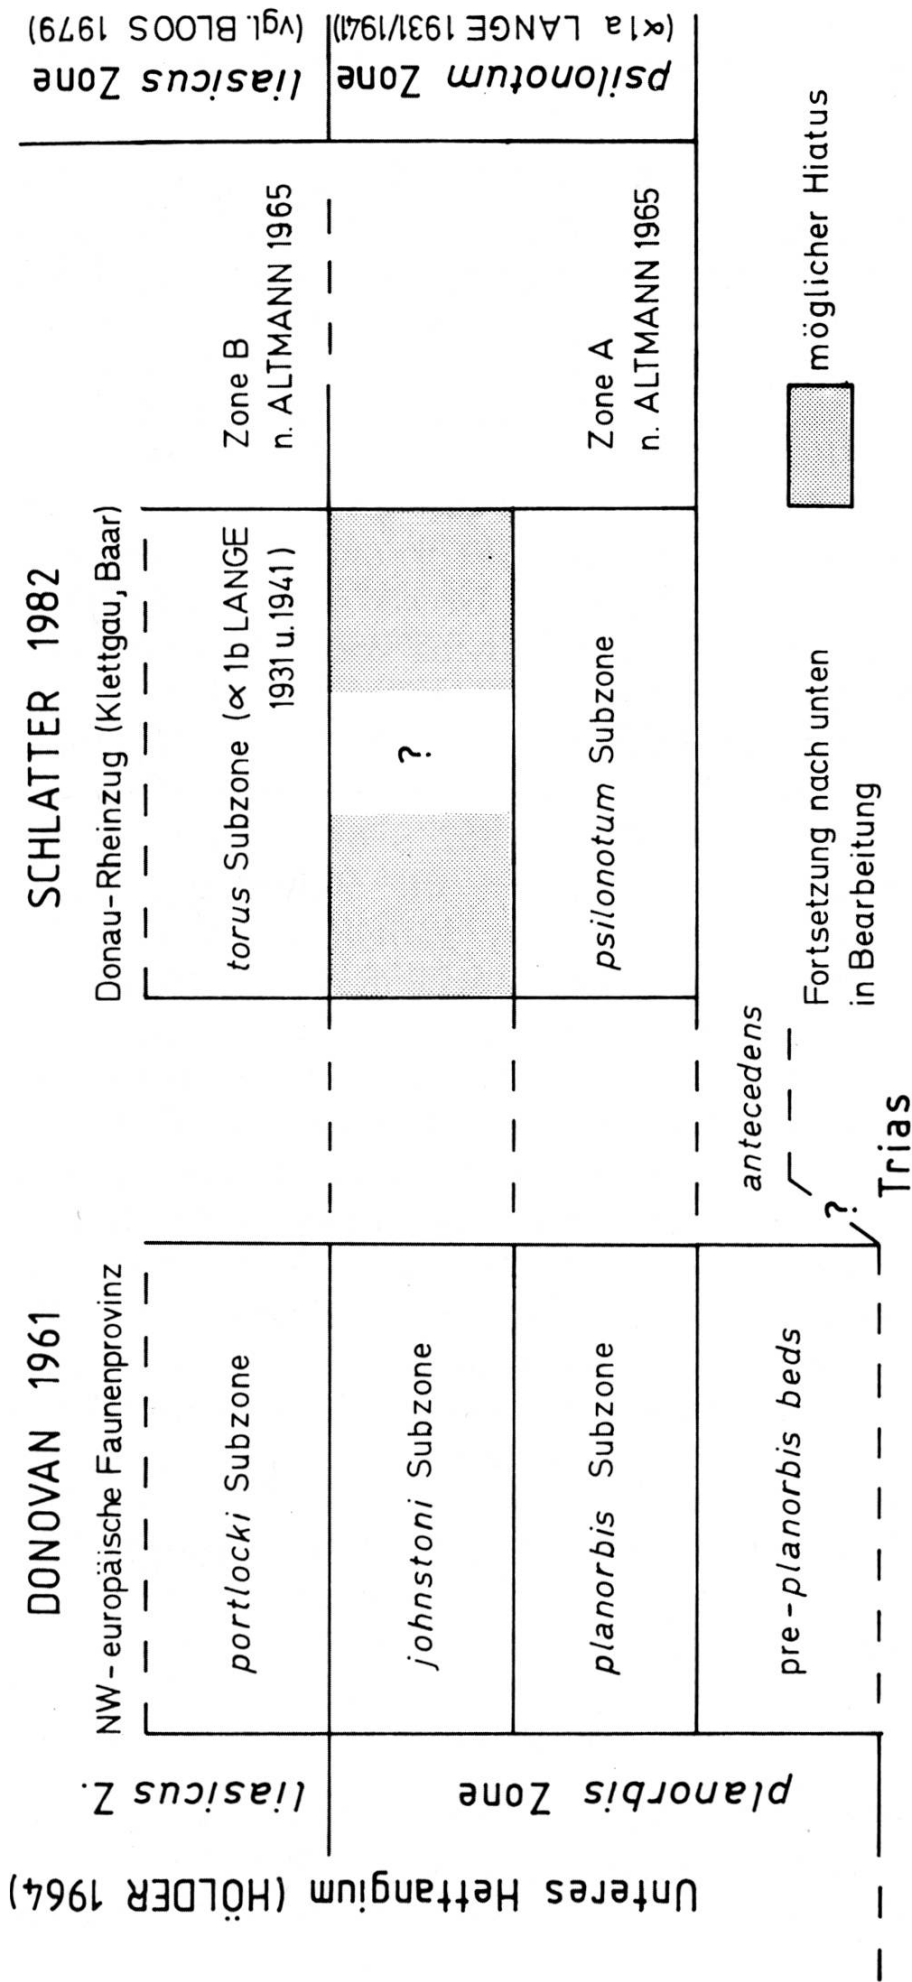 DONOVAN 1961
NW-europäische Faunenprovinz
SCHLATTER 1982
Donau-Rheinzug (Klettgau, Baar)
Unteres Hettangium (HÖLDER 1964)
liasicus Z.
planorbis Zone
portlocki Subzone
johnstoni Subzone
planorbis Subzone
pre-planorbis beds
torus Subzone (α 1b LANGE
1931 u. 1941)
?
psilonotum Subzone
Zone B
n. ALTMANN 1965
Zone A
n. ALTMANN 1965
liasicus Zone
(vgl. BLOOS 1979)
psilonotum Zone
(α1a LANGE 1931/1941)
antecedens
?
Trias
Fortsetzung nach unten
in Bearbeitung
möglicher Hiatus